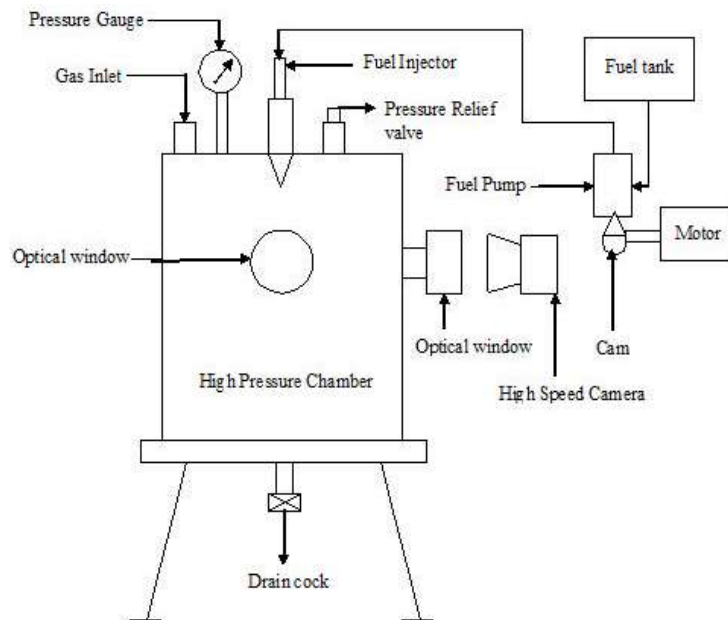 Pressure Gauge
Gas Inlet
Fuel Injector
Fuel tank
Pressure Relief
valve
Fuel Pump
Motor
Optical window
Optical window
Cam
High Pressure Chamber
High Speed Camera
Drain cock